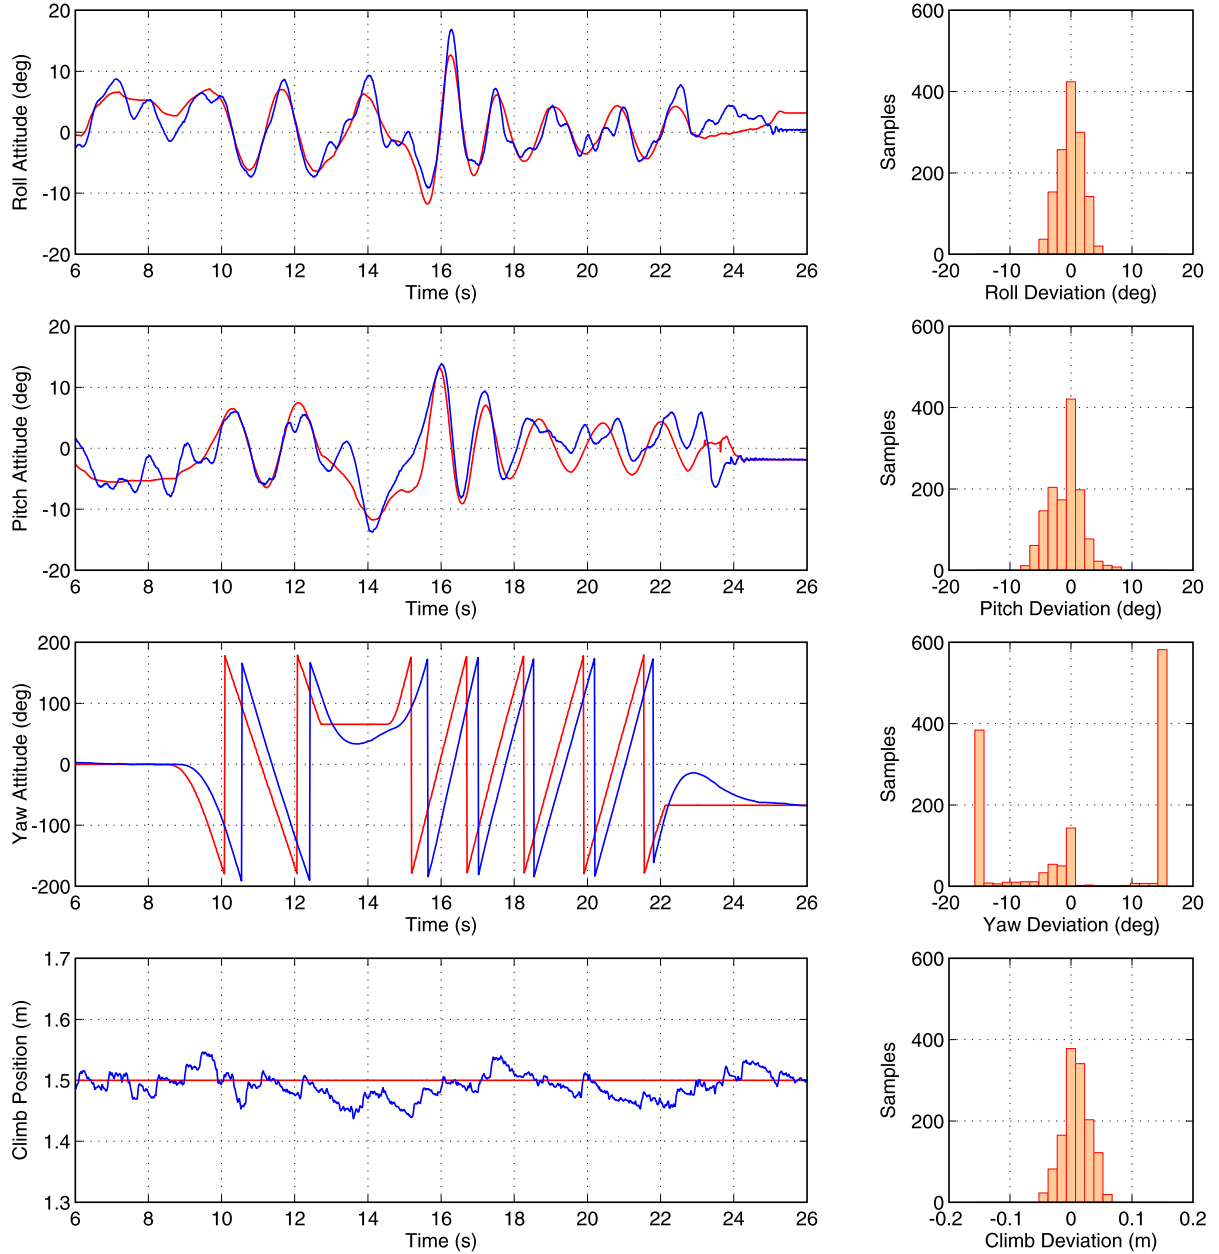 20
10
0
-10
-20
Roll Attitude (deg)
6 8 10 12 14 16 18 20 22 24 26
Time (s)
600
400
200
0
Samples
-20 -10 0 10 20
Roll Deviation (deg)
20
10
0
-10
-20
Pitch Attitude (deg)
6 8 10 12 14 16 18 20 22 24 26
Time (s)
600
400
200
0
Samples
-20 -10 0 10 20
Pitch Deviation (deg)
200
100
0
-100
-200
Yaw Attitude (deg)
6 8 10 12 14 16 18 20 22 24 26
Time (s)
600
400
200
0
Samples
-20 -10 0 10 20
Yaw Deviation (deg)
1.7
1.6
1.5
1.4
1.3
Climb Position (m)
6 8 10 12 14 16 18 20 22 24 26
Time (s)
600
400
200
0
Samples
-0.2 -0.1 0 0.1 0.2
Climb Deviation (m)